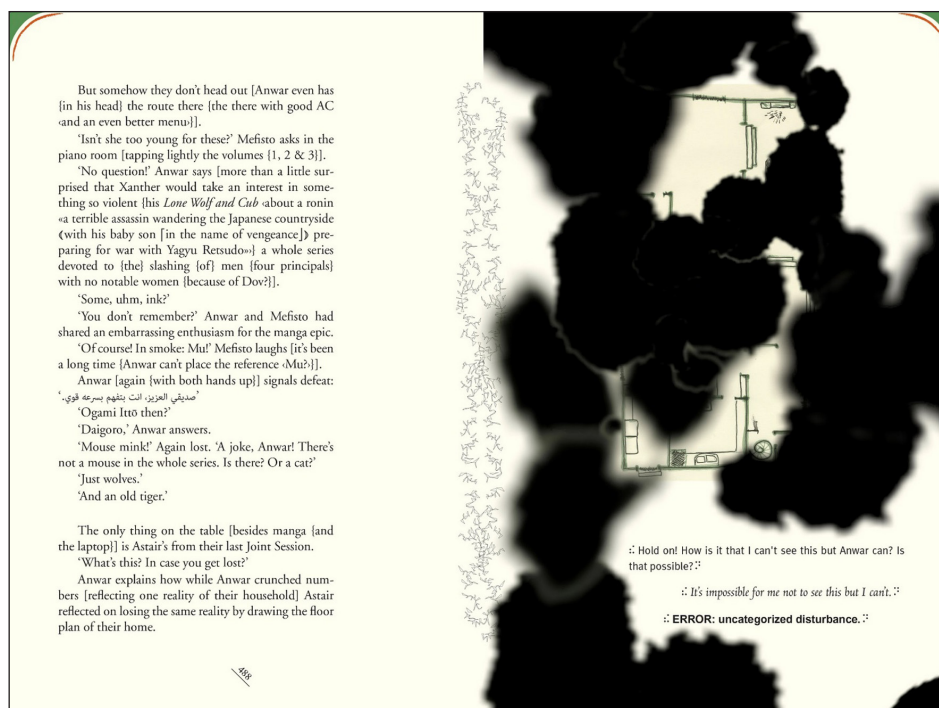 But somehow they don't head out [Anwar even has
{in his head} the route there {the there with good AC
‹and an even better menu›}].
'Isn't she too young for these?' Mefisto asks in the
piano room [tapping lightly the volumes {1, 2 & 3}].
'No question!' Anwar says [more than a little sur-
prised that Xanther would take an interest in some-
thing so violent {his Lone Wolf and Cub ‹about a ronin
«a terrible assassin wandering the Japanese countryside
⟪with his baby son ⌈in the name of vengeance⌋⟫ pre-
paring for war with Yagyu Retsudo»›} a whole series
devoted to {the} slashing {of} men {four principals}
with no notable women {because of Dov?}].
'Some, uhm, ink?'
'You don't remember?' Anwar and Mefisto had
shared an embarrassing enthusiasm for the manga epic.
'Of course! In smoke: Mu!' Mefisto laughs [it's been
a long time {Anwar can't place the reference ‹Mu?›}].
Anwar [again {with both hands up}] signals defeat:
'صديقي العزيز، انت بتفهم بسرعه قوي.'
'Ogami Ittō then?'
'Daigoro,' Anwar answers.
'Mouse mink!' Again lost. 'A joke, Anwar! There's
not a mouse in the whole series. Is there? Or a cat?'
'Just wolves.'
'And an old tiger.'
The only thing on the table [besides manga {and
the laptop}] is Astair's from their last Joint Session.
'What's this? In case you get lost?'
Anwar explains how while Anwar crunched num-
bers [reflecting one reality of their household] Astair
reflected on losing the same reality by drawing the floor
plan of their home.
488
⠬ Hold on! How is it that I can't see this but Anwar can? Is
that possible? ⠝
⠬ It's impossible for me not to see this but I can't. ⠝
⠬ ERROR: uncategorized disturbance. ⠝